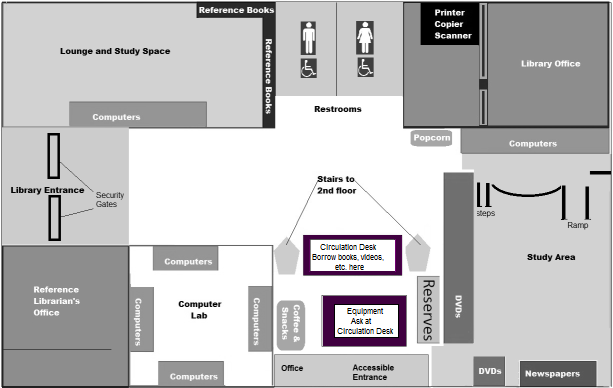 Reference Books
Printer
Copier
Scanner
Lounge and Study Space
Reference Books
Library Office
Computers
Restrooms
Popcorn
Computers
Stairs to
2nd floor
Library Entrance
Security
Gates
steps
Ramp
Circulation Desk
Borrow books, videos,
etc. here
Study Area
Computers
Reference
Librarian's
Office
Computers
Computer
Lab
Computers
Coffee &
Snacks
Equipment
Ask at
Circulation Desk
Reserves
DVDs
Computers
Office
Accessible
Entrance
DVDs
Newspapers